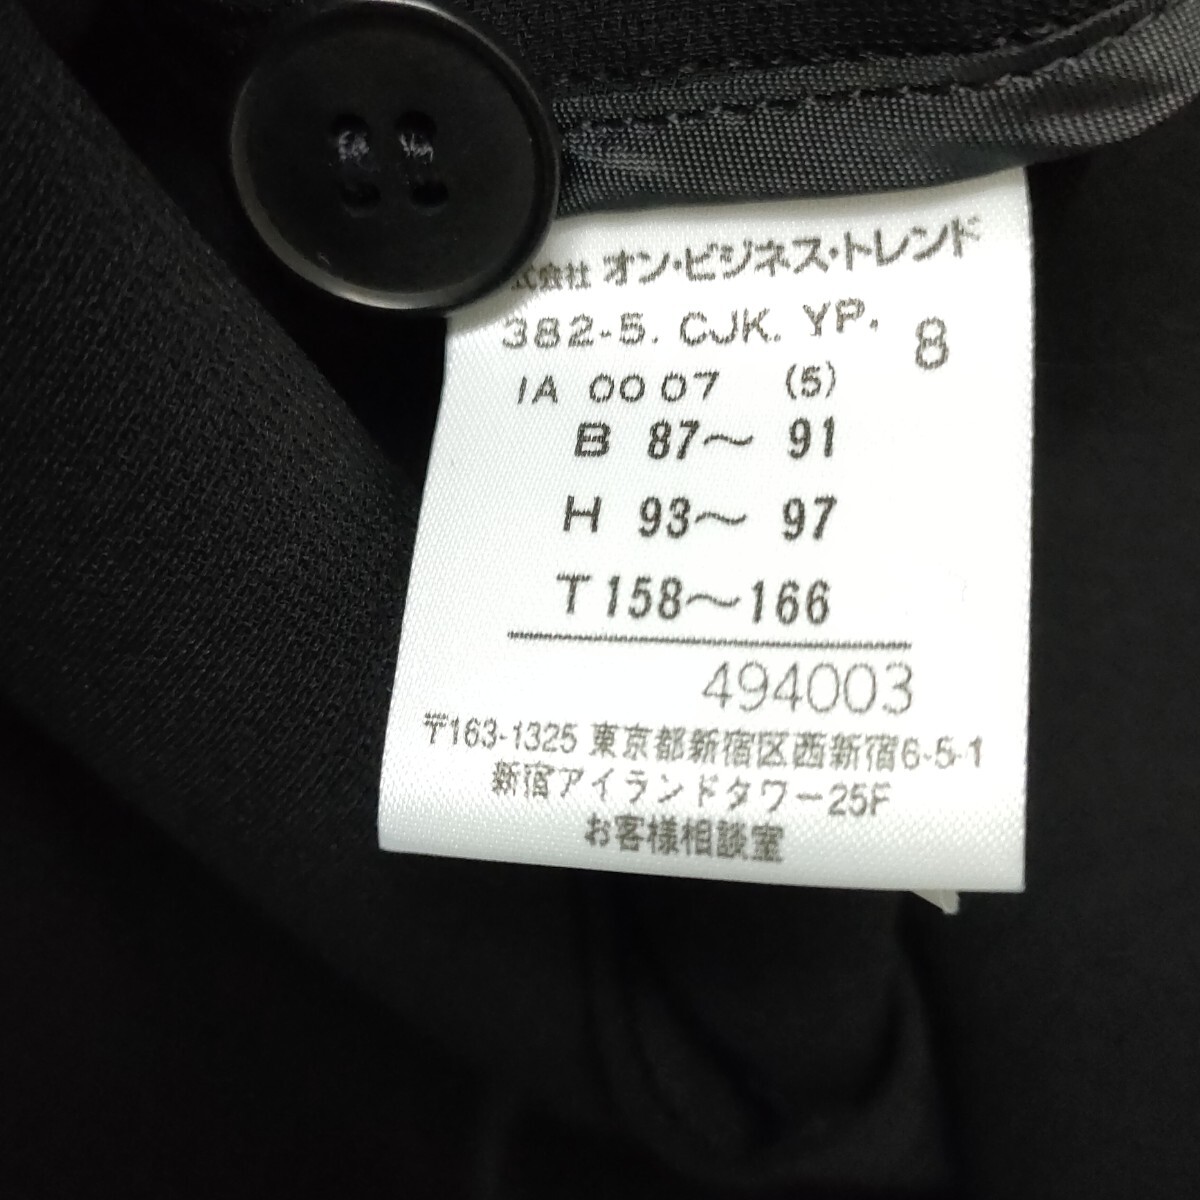 式会社 オン・ビジネス・トレンド
382-5. CJK. YP. 8
IA 0007 (5)
B 87～ 91
H 93～ 97
T 158～166
494003
〒163-1325 東京都新宿区西新宿6-5-1
新宿アイランドタワー25F
お客様相談室